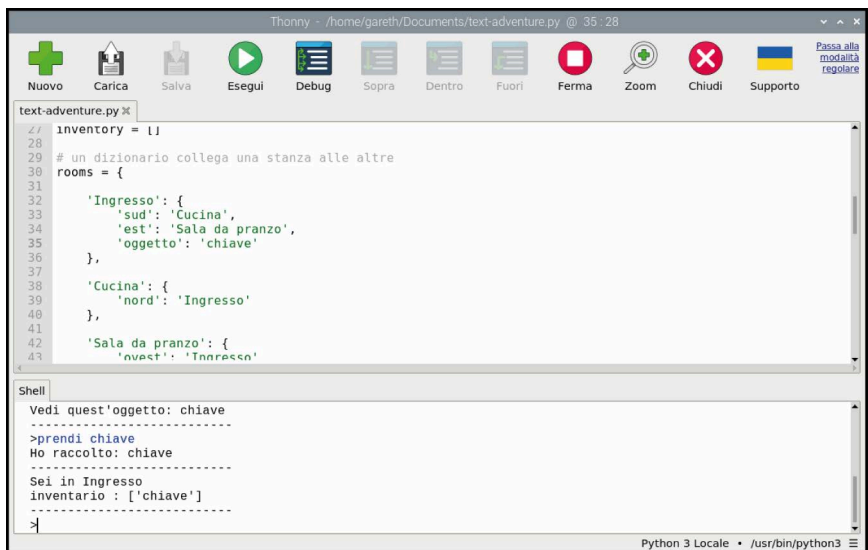 Thonny - /home/gareth/Documents/text-adventure.py @ 35 : 28
Nuovo Carica Salva Esegui Debug Sopra Dentro Fuori Ferma Zoom Chiudi Supporto
Passa alla
modalità
regolare
text-adventure.py
27 inventory = []
28
29 # un dizionario collega una stanza alle altre
30 rooms = {
31
32 'Ingresso': {
33 'sud': 'Cucina',
34 'est': 'Sala da pranzo',
35 'oggetto': 'chiave'
36 },
37
38 'Cucina': {
39 'nord': 'Ingresso'
40 },
41
42 'Sala da pranzo': {
43 'ovest': 'Ingresso'
Shell
Vedi quest'oggetto: chiave
---------------------------
>prendi chiave
Ho raccolto: chiave
---------------------------
Sei in Ingresso
inventario : ['chiave']
---------------------------
>
Python 3 Locale • /usr/bin/python3 ☰